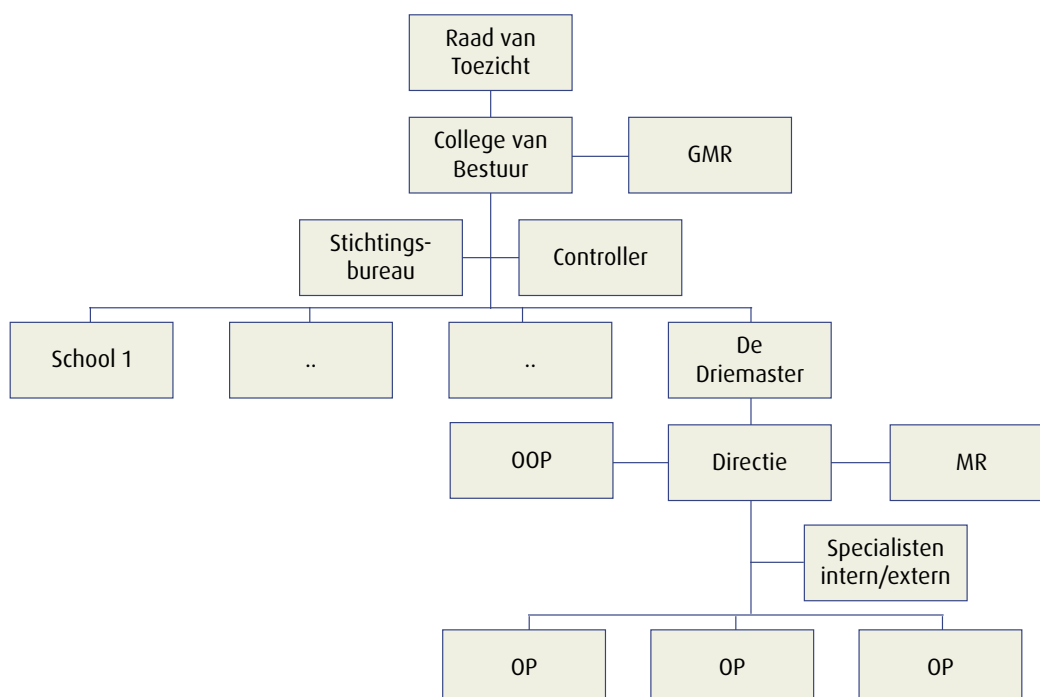 Raad van
Toezicht
College van
Bestuur
GMR
Stichtings-
bureau
Controller
School 1
..
..
De
Driemaster
OOP
Directie
MR
Specialisten
intern/extern
OP
OP
OP